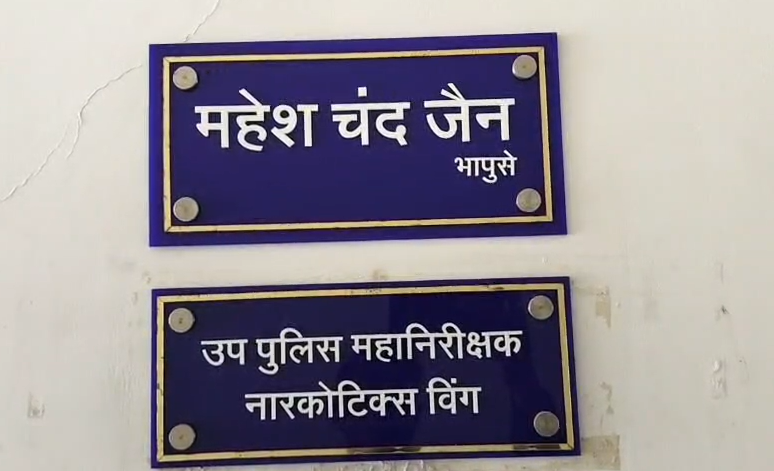 महेश चंद जैन
भापुसे
उप पुलिस महानिरीक्षक
नारकोटिक्स विंग